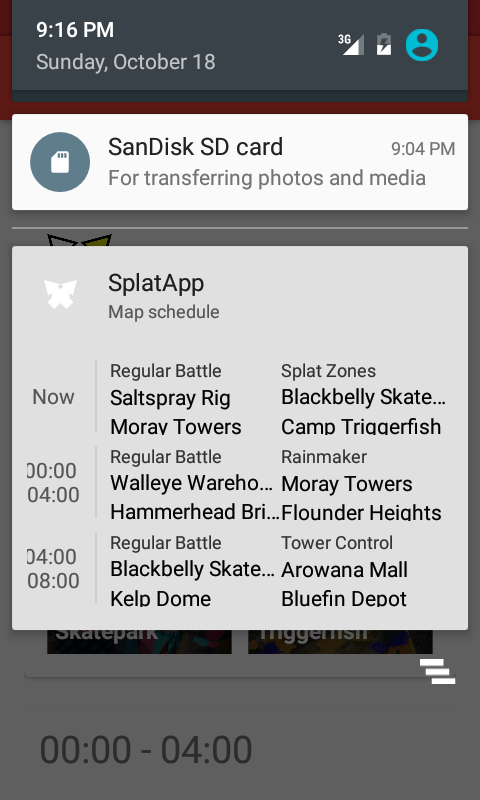 9:16 PM
3G
Sunday, October 18
SanDisk SD card 9:04 PM
For transferring photos and media
SplatApp
Map schedule
Now
Regular Battle Splat Zones
Saltspray Rig Blackbelly Skate...
Moray Towers Camp Triggerfish
00:00
04:00
Regular Battle Rainmaker
Walleye Wareho... Moray Towers
Hammerhead Bri... Flounder Heights
04:00
08:00
Regular Battle Tower Control
Blackbelly Skate... Arowana Mall
Kelp Dome Bluefin Depot
Skatepark Triggerfish
00:00 - 04:00